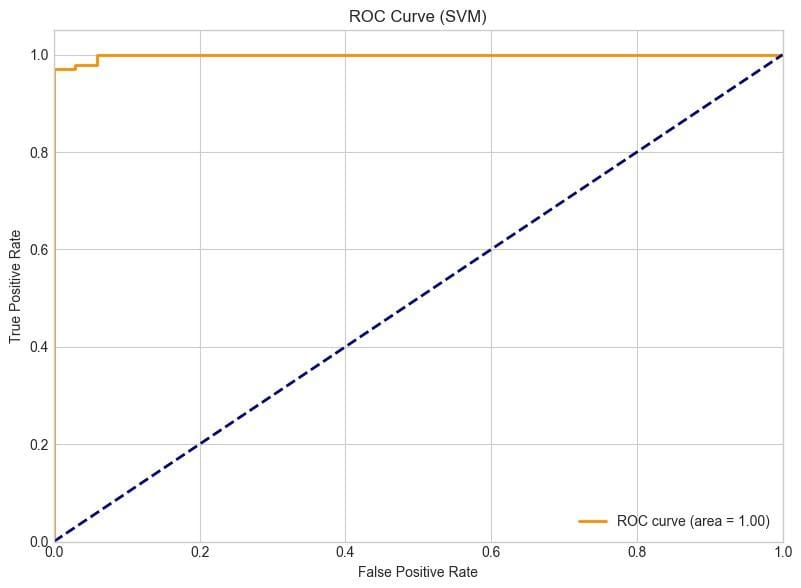 ROC Curve (SVM)
1.0
0.8
0.6
0.4
0.2
0.0
True Positive Rate
0.0 0.2 0.4 0.6 0.8 1.0
False Positive Rate
ROC curve (area = 1.00)